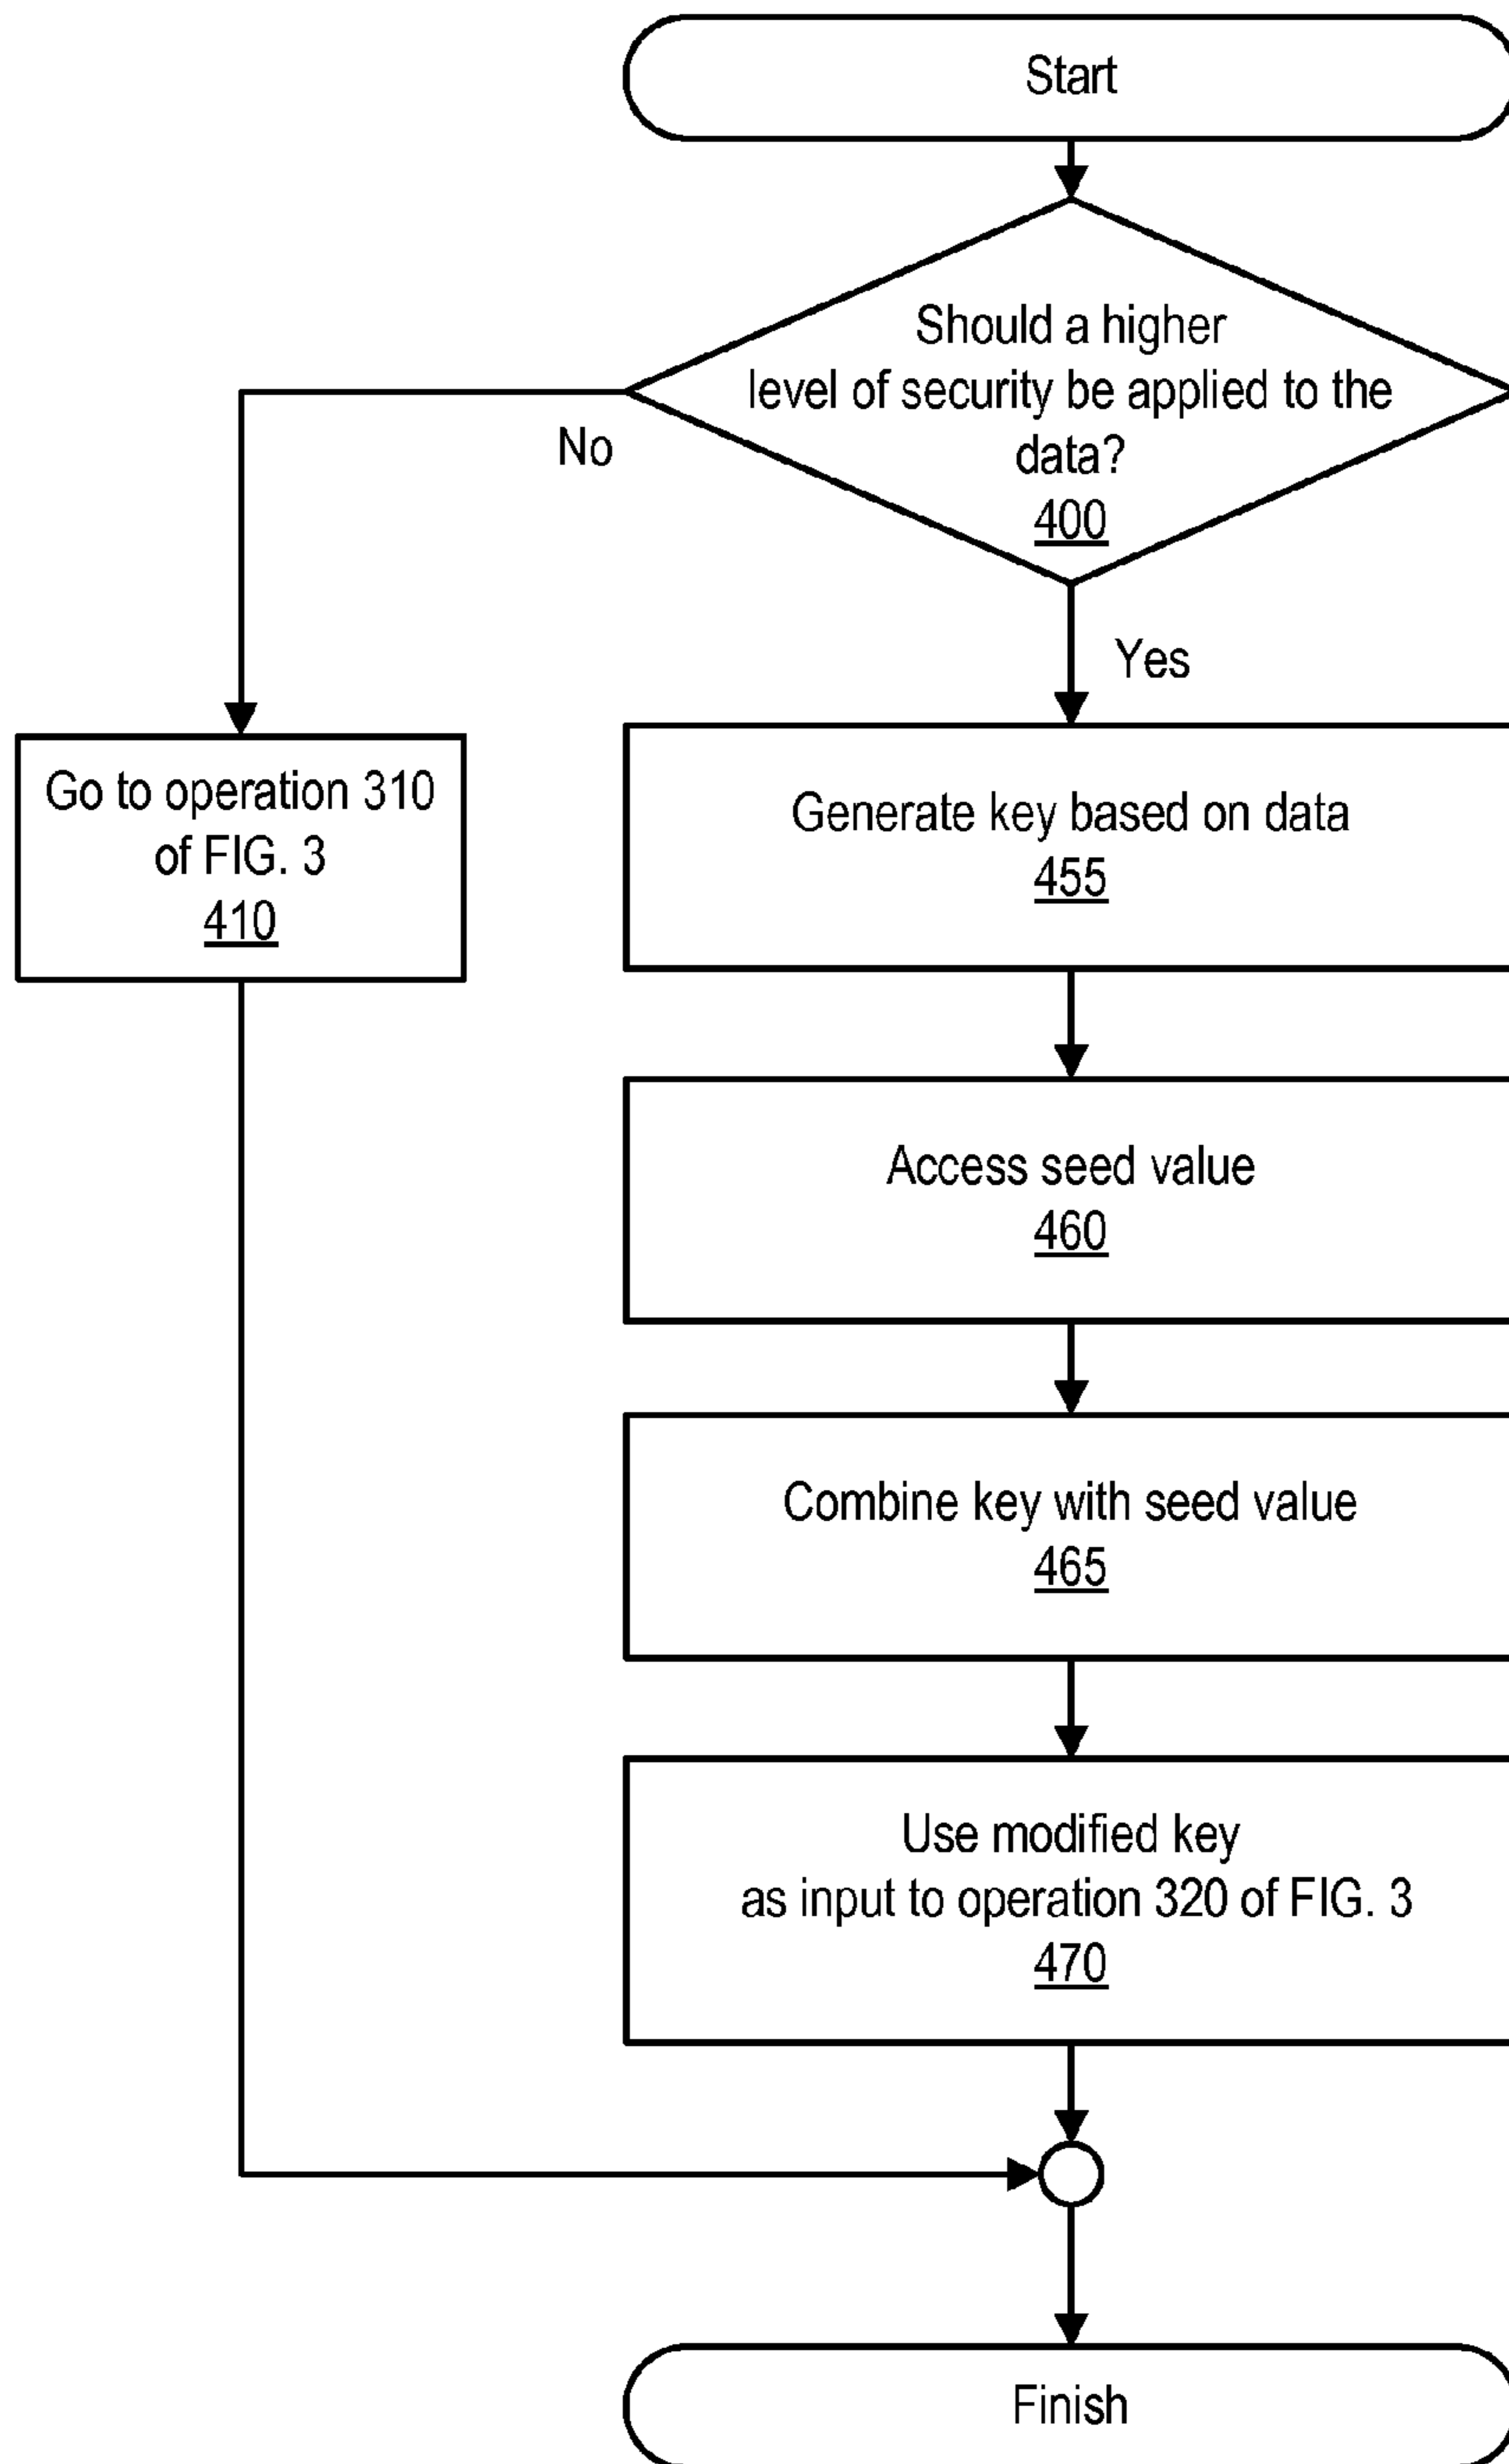 Start
Should a higher
level of security be applied to the
data?
400
No
Yes
Go to operation 310
of FIG. 3
410
Generate key based on data
455
Access seed value
460
Combine key with seed value
465
Use modified key
as input to operation 320 of FIG. 3
470
Finish